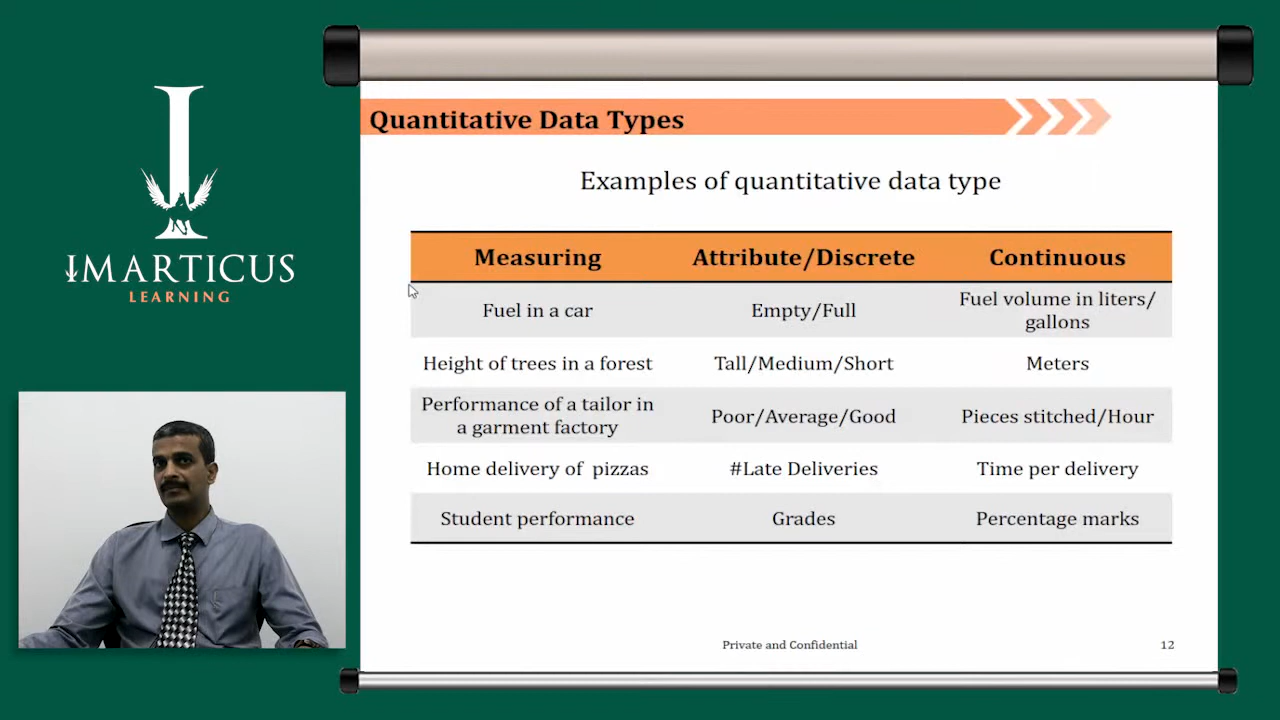 IMARTICUS
LEARNING
Quantitative Data Types
Examples of quantitative data type
Measuring Attribute/Discrete Continuous
Fuel in a car Empty/Full Fuel volume in liters/
gallons
Height of trees in a forest Tall/Medium/Short Meters
Performance of a tailor in
a garment factory Poor/Average/Good Pieces stitched/Hour
Home delivery of pizzas #Late Deliveries Time per delivery
Student performance Grades Percentage marks
Private and Confidential 12